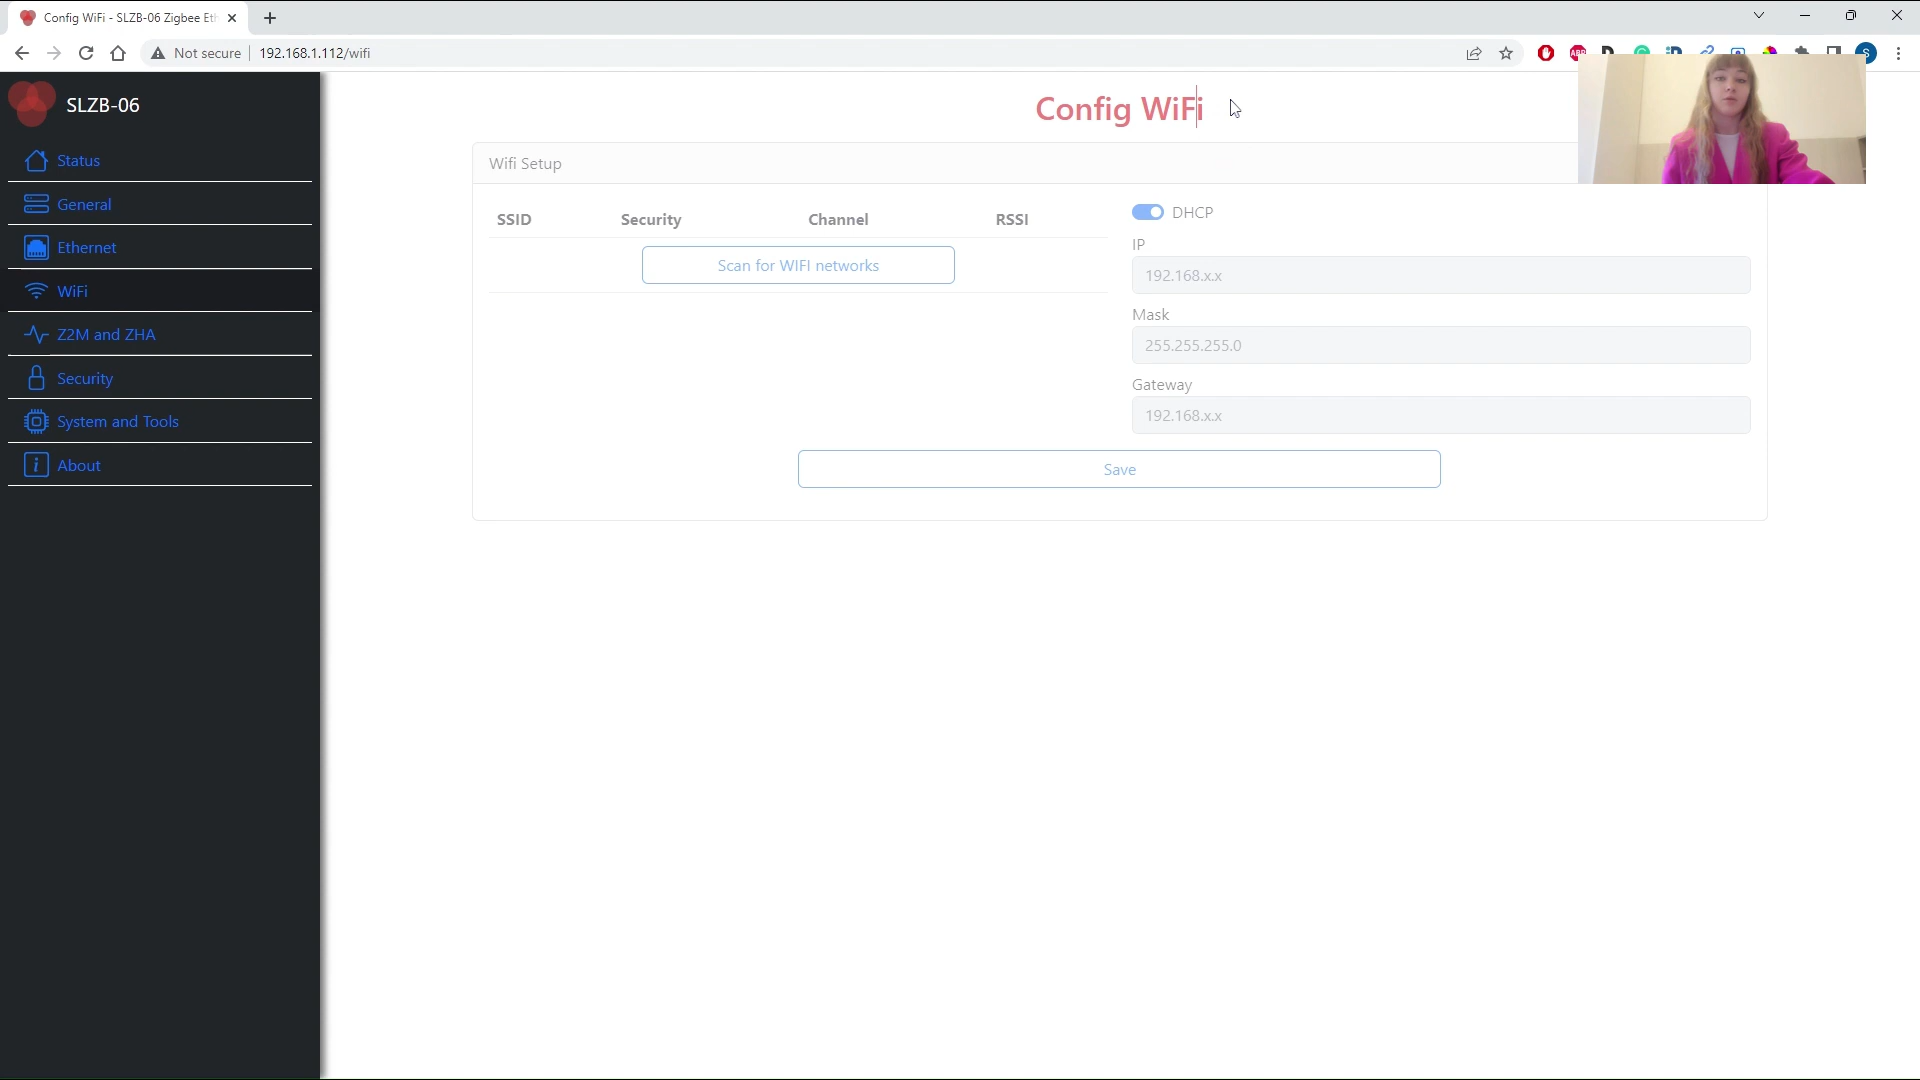 Config WiFi - SLZB-06 Zigbee Eth
Not secure
192.168.1.112/wifi
ABP
S
SLZB-06
Status
General
Ethernet
WiFi
Z2M and ZHA
Security
System and Tools
About
Config WiFi
Wifi Setup
SSID Security Channel RSSI
Scan for WIFI networks
DHCP
IP
192.168.x.x
Mask
255.255.255.0
Gateway
192.168.x.x
Save